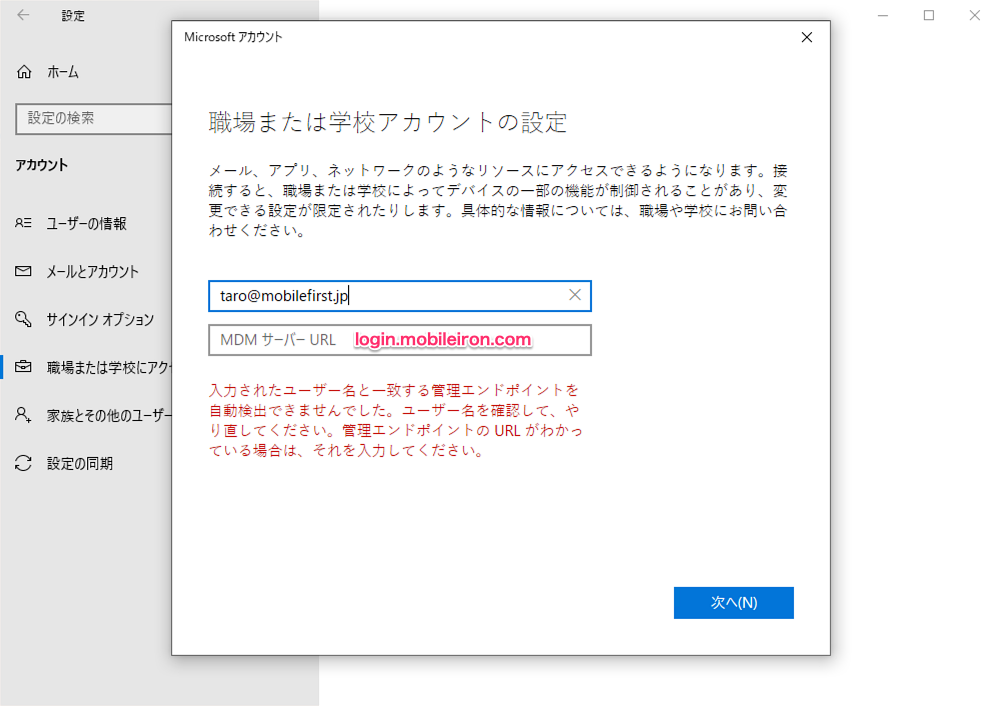 設定
Microsoft アカウント
ホーム
設定の検索
アカウント
ユーザーの情報
メールとアカウント
サインイン オプション
職場または学校にアクセ
家族とその他のユーザー
設定の同期
職場または学校アカウントの設定
メール、アプリ、ネットワークのようなリソースにアクセスできるようになります。接
続すると、職場または学校によってデバイスの一部の機能が制御されることがあり、変
更できる設定が限定されたりします。具体的な情報については、職場や学校にお問い合
わせください。
taro@mobilefirst.jp
MDM サーバー URL login.mobileiron.com
入力されたユーザー名と一致する管理エンドポイントを
自動検出できませんでした。ユーザー名を確認して、や
り直してください。管理エンドポイントの URL がわかっ
ている場合は、それを入力してください。
次へ(N)